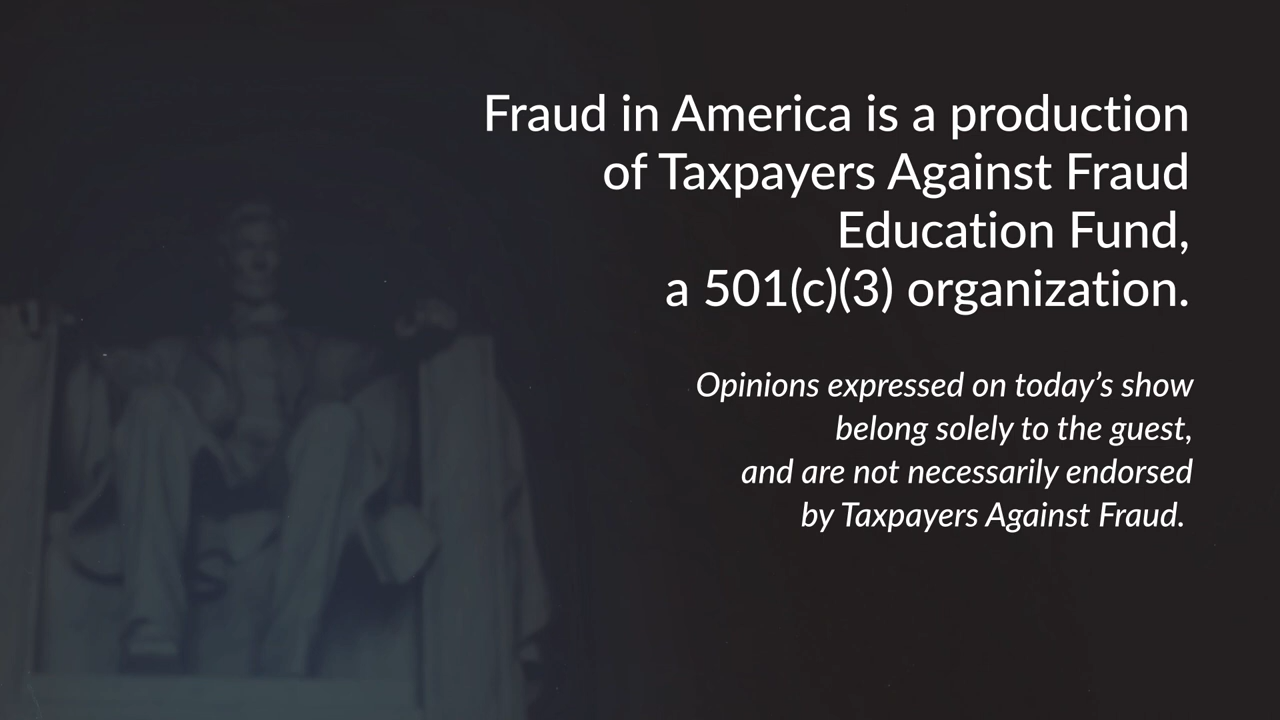 Fraud in America is a production
of Taxpayers Against Fraud
Education Fund,
a 501(c)(3) organization.
Opinions expressed on today’s show
belong solely to the guest,
and are not necessarily endorsed
by Taxpayers Against Fraud.